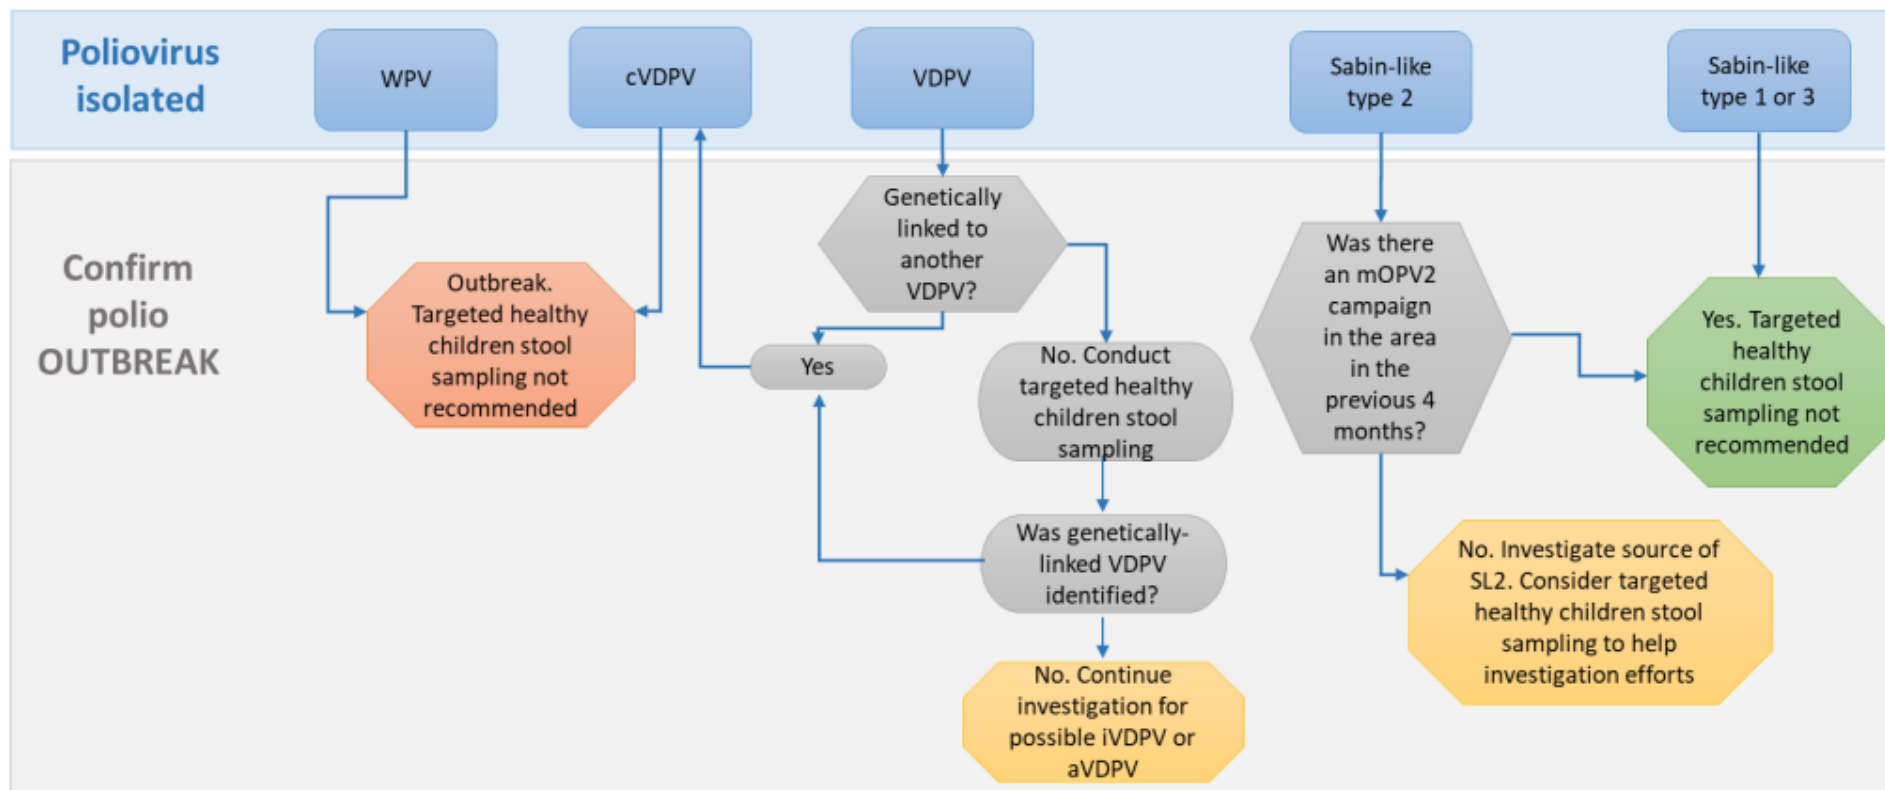 Poliovirus
isolated
WPV
cVDPV
VDPV
Sabin-like
type 2
Sabin-like
type 1 or 3
Confirm
polio
OUTBREAK
Outbreak.
Targeted healthy
children stool
sampling not
recommended
Genetically
linked to
another
VDPV?
Yes
No. Conduct
targeted healthy
children stool
sampling
Was genetically-
linked VDPV
identified?
No. Continue
investigation for
possible iVDPV or
aVDPV
Was there
an mOPV2
campaign
in the area
in the
previous 4
months?
Yes. Targeted
healthy
children stool
sampling not
recommended
No. Investigate source of
SL2. Consider targeted
healthy children stool
sampling to help
investigation efforts